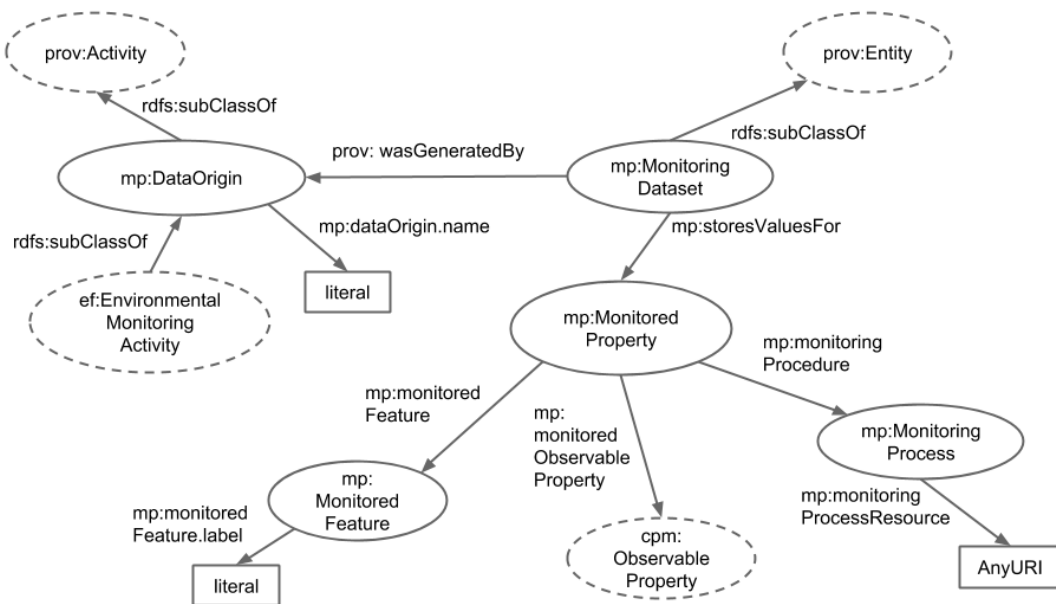 prov:Activity
prov:Entity
rdfs:subClassOf
rdfs:subClassOf
prov: wasGeneratedBy
mp:DataOrigin
mp:Monitoring
Dataset
mp:dataOrigin.name
mp:storesValuesFor
rdfs:subClassOf
literal
ef:Environmental
Monitoring
Activity
mp:Monitored
Property
mp:monitoring
Procedure
mp:monitored
Feature
mp:
monitored
Observable
Property
mp:Monitoring
Process
mp:
Monitored
Feature
mp:monitoring
ProcessResource
mp:monitored
Feature.label
cpm:
Observable
Property
literal
AnyURI